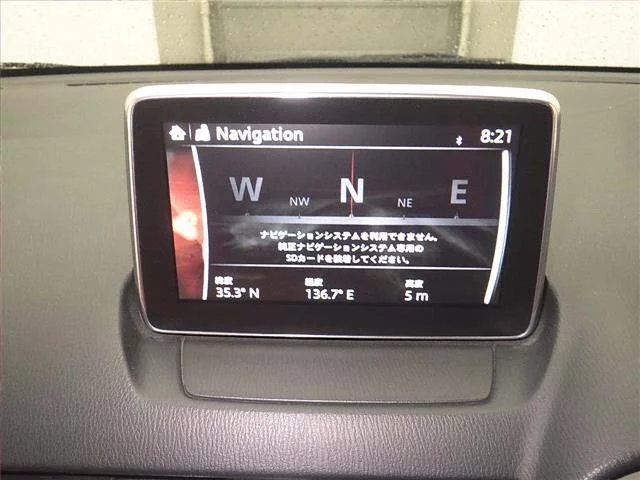 Navigation 8:21
W NW N NE E
ナビゲーションシステムを利用できません。
純正ナビゲーションシステム専用の
SDカードを装着してください。
緯度 経度 高度
35.3° N 136.7° E 5 m